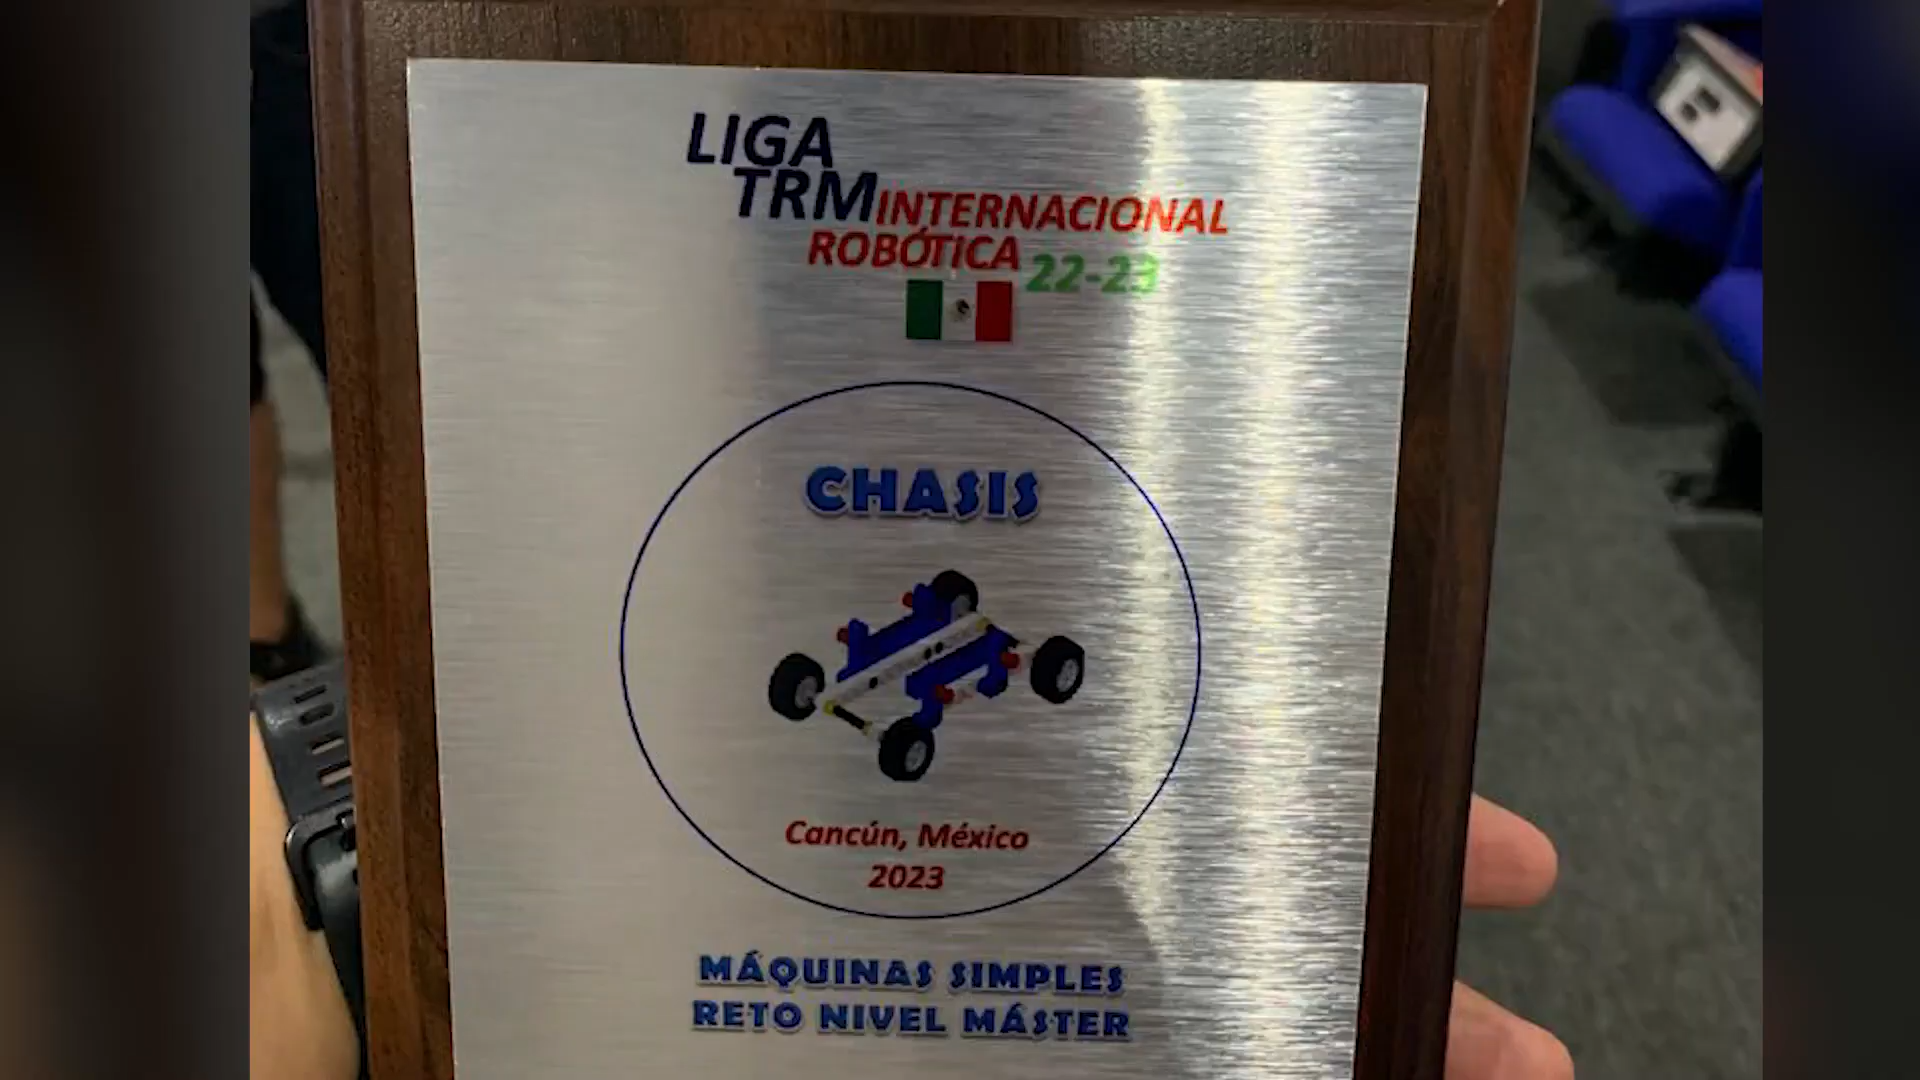 LIGA
TRM INTERNACIONAL
ROBÓTICA 22-23
CHASIS
Cancún, México
2023
MÁQUINAS SIMPLES
RETO NIVEL MÁSTER